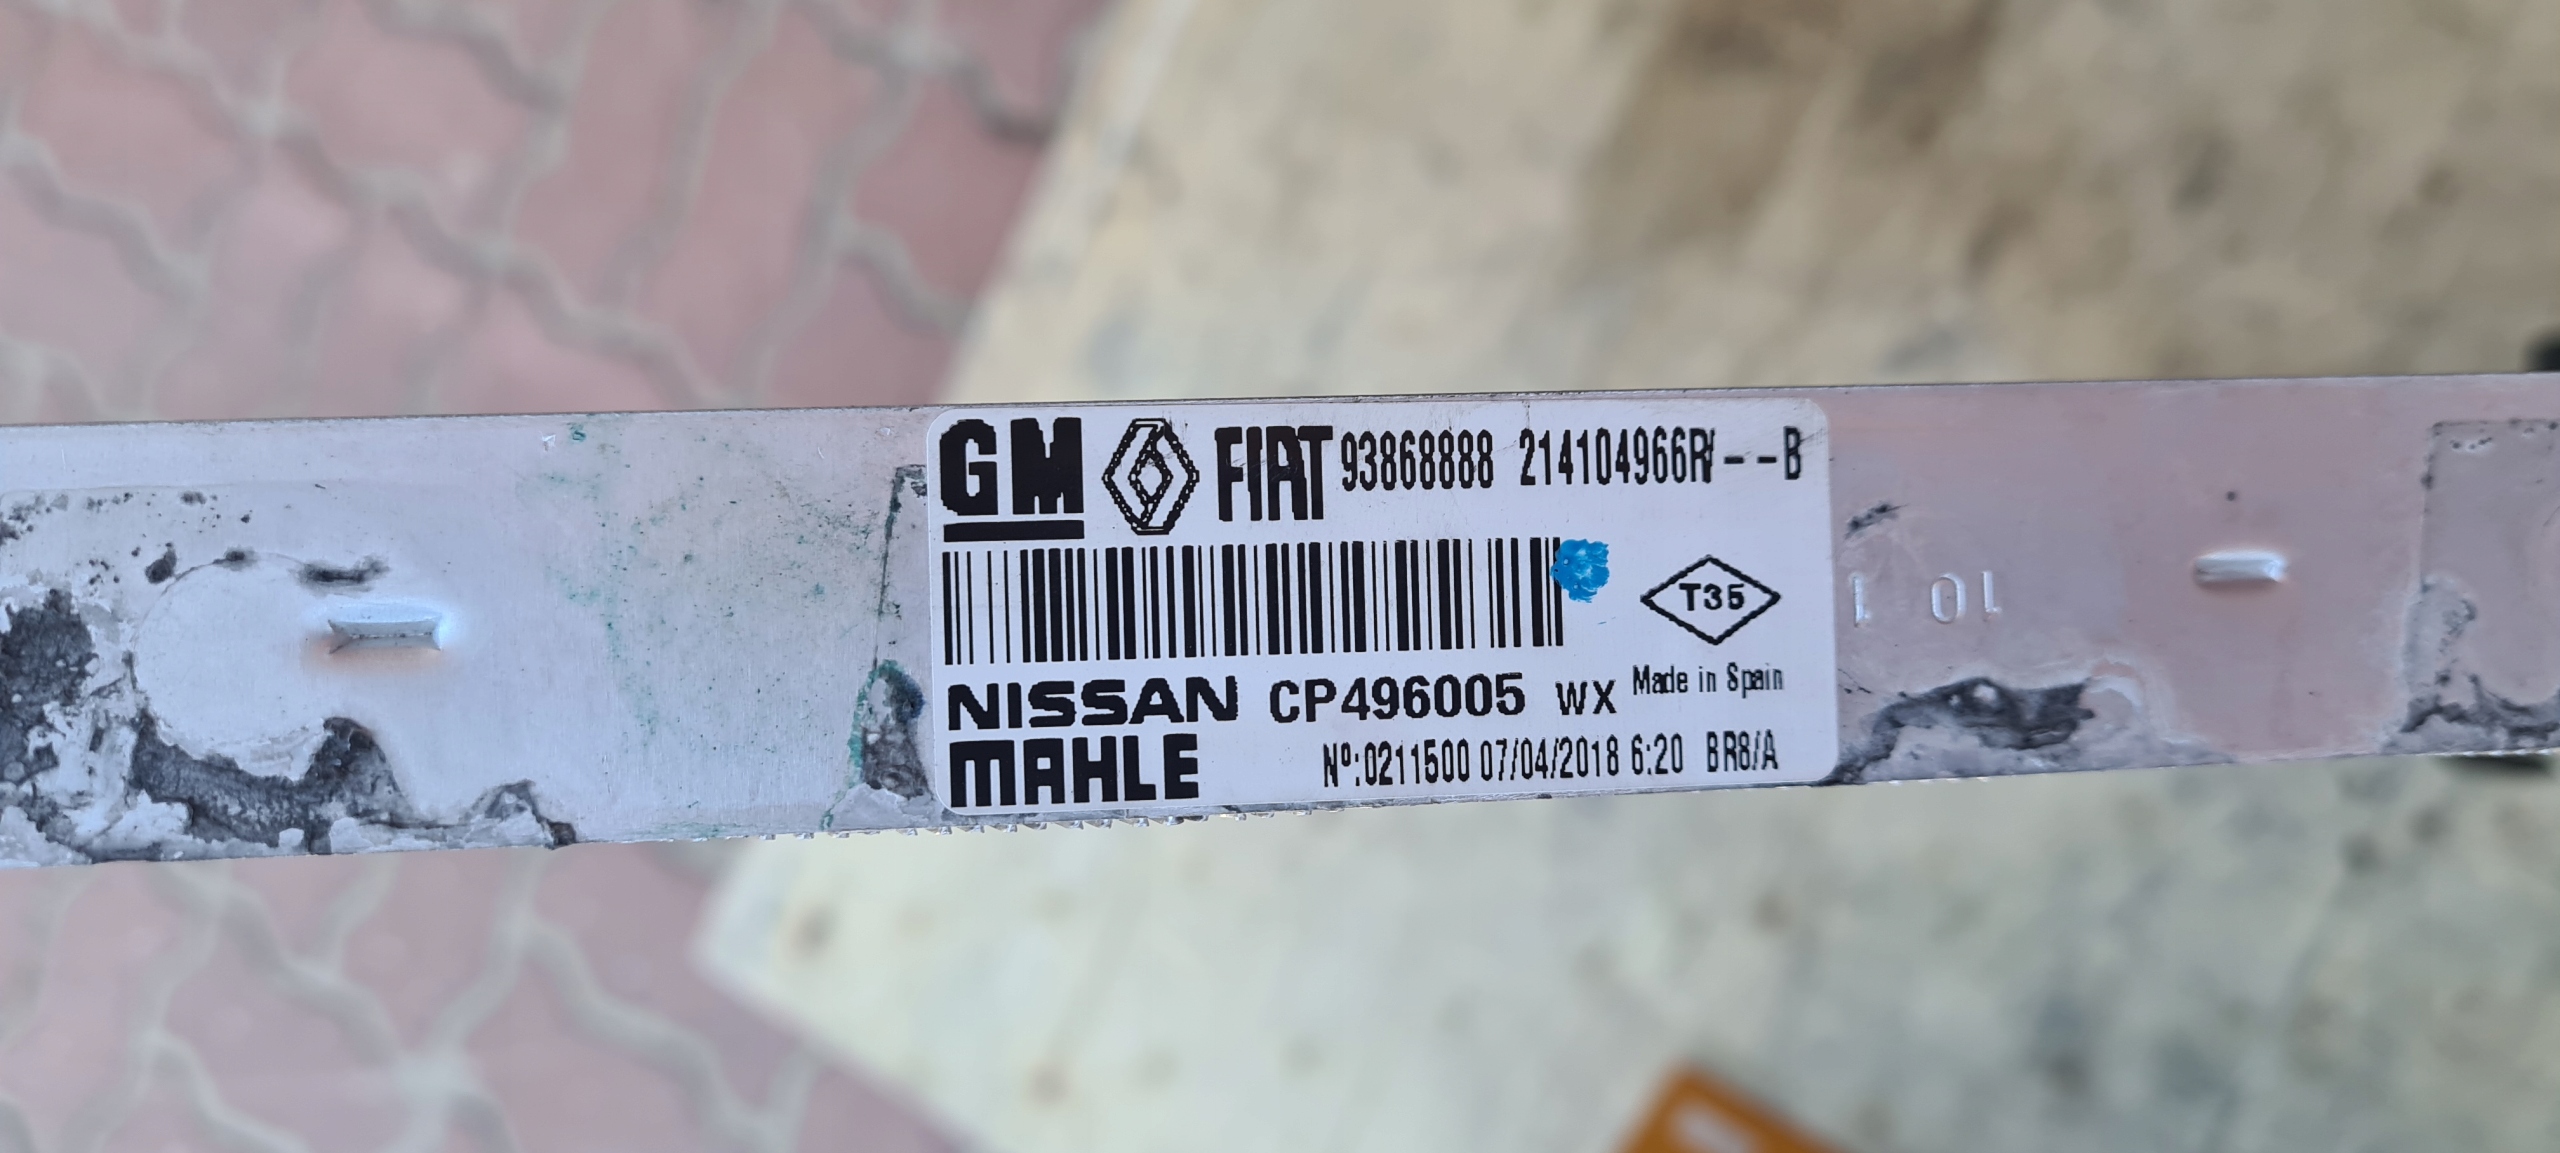 GM FIAT 93868888 214104966R/--B
T35
NISSAN CP496005 WX Made in Spain
MAHLE Nº:0211500 07/04/2018 6:20 BR8/A